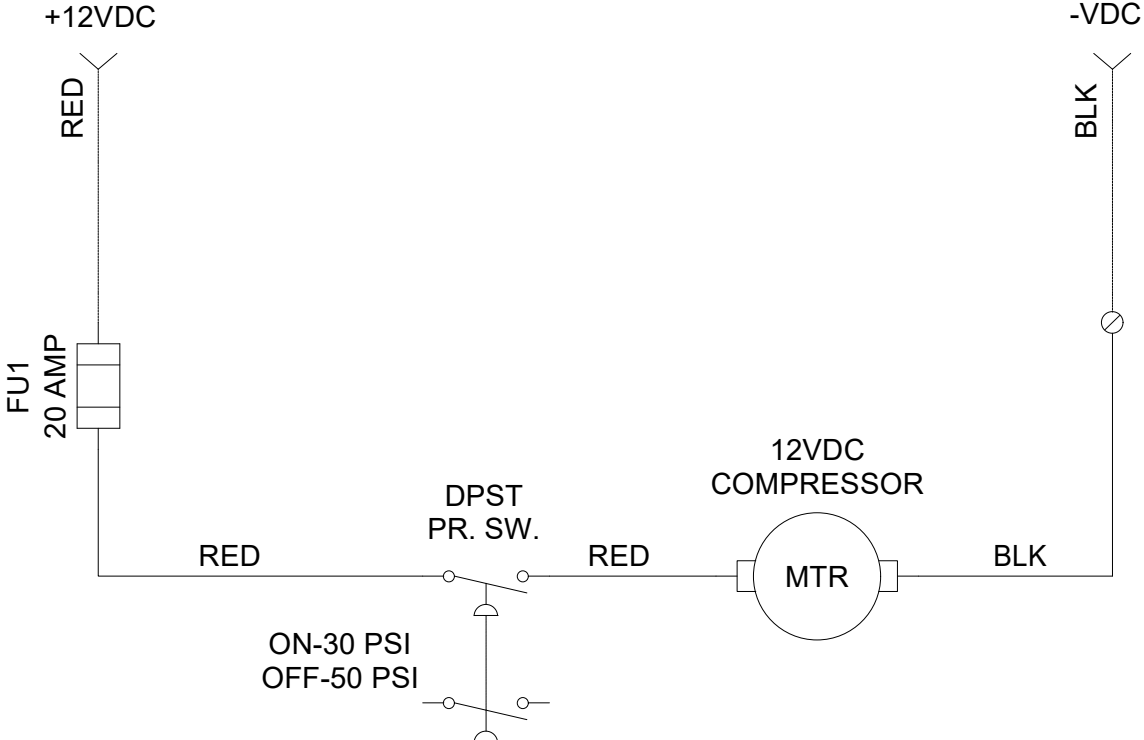 +12VDC
-VDC
RED
BLK
FU1
20 AMP
12VDC
COMPRESSOR
DPST
PR. SW.
RED
RED
MTR
BLK
ON-30 PSI
OFF-50 PSI